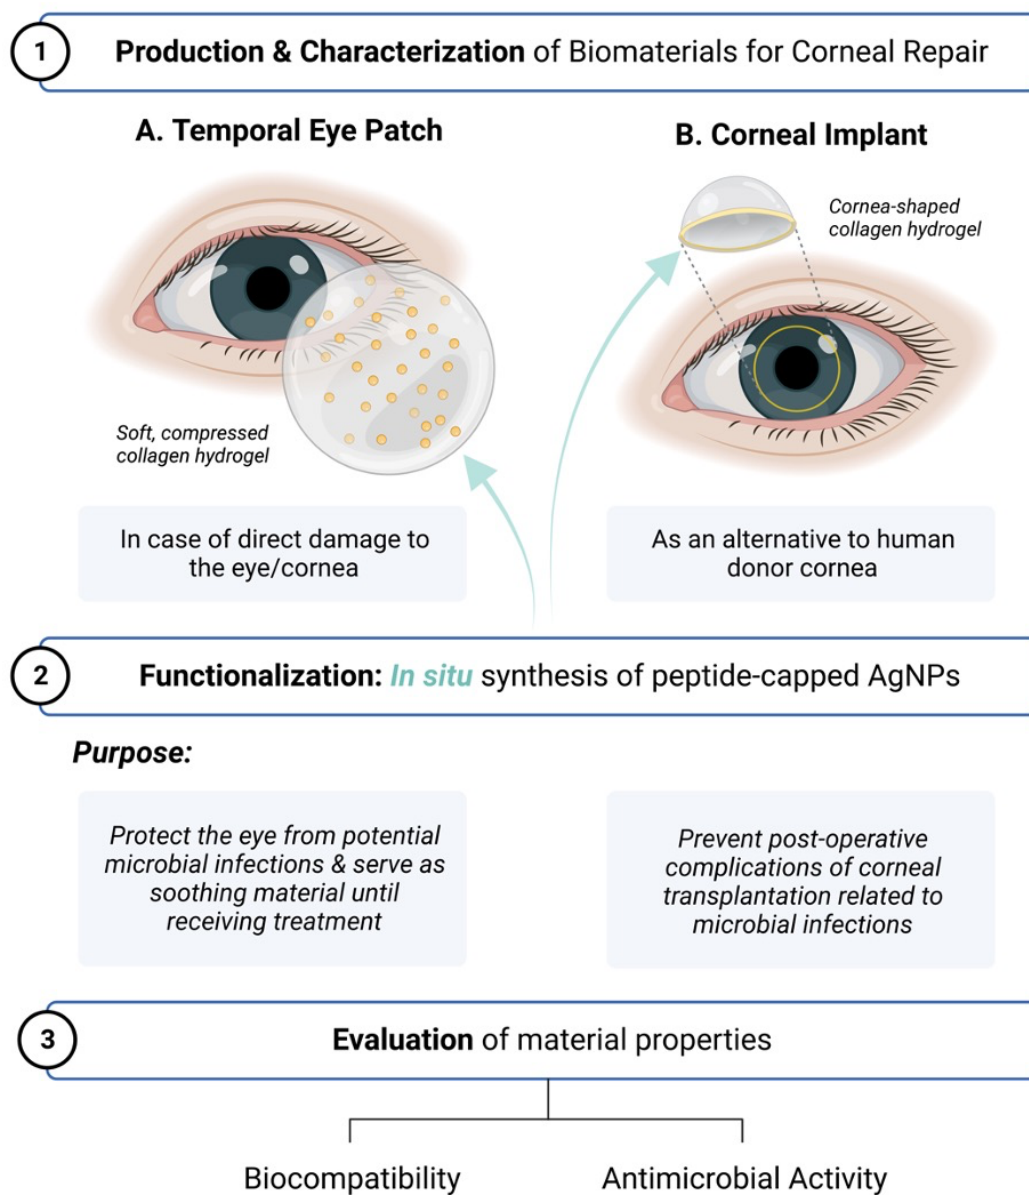 1
Production & Characterization of Biomaterials for Corneal Repair
A. Temporal Eye Patch
B. Corneal Implant
Cornea-shaped
collagen hydrogel
Soft, compressed
collagen hydrogel
In case of direct damage to
the eye/cornea
As an alternative to human
donor cornea
2
Functionalization: In situ synthesis of peptide-capped AgNPs
Purpose:
Protect the eye from potential
microbial infections & serve as
soothing material until
receiving treatment
Prevent post-operative
complications of corneal
transplantation related to
microbial infections
3
Evaluation of material properties
Biocompatibility
Antimicrobial Activity